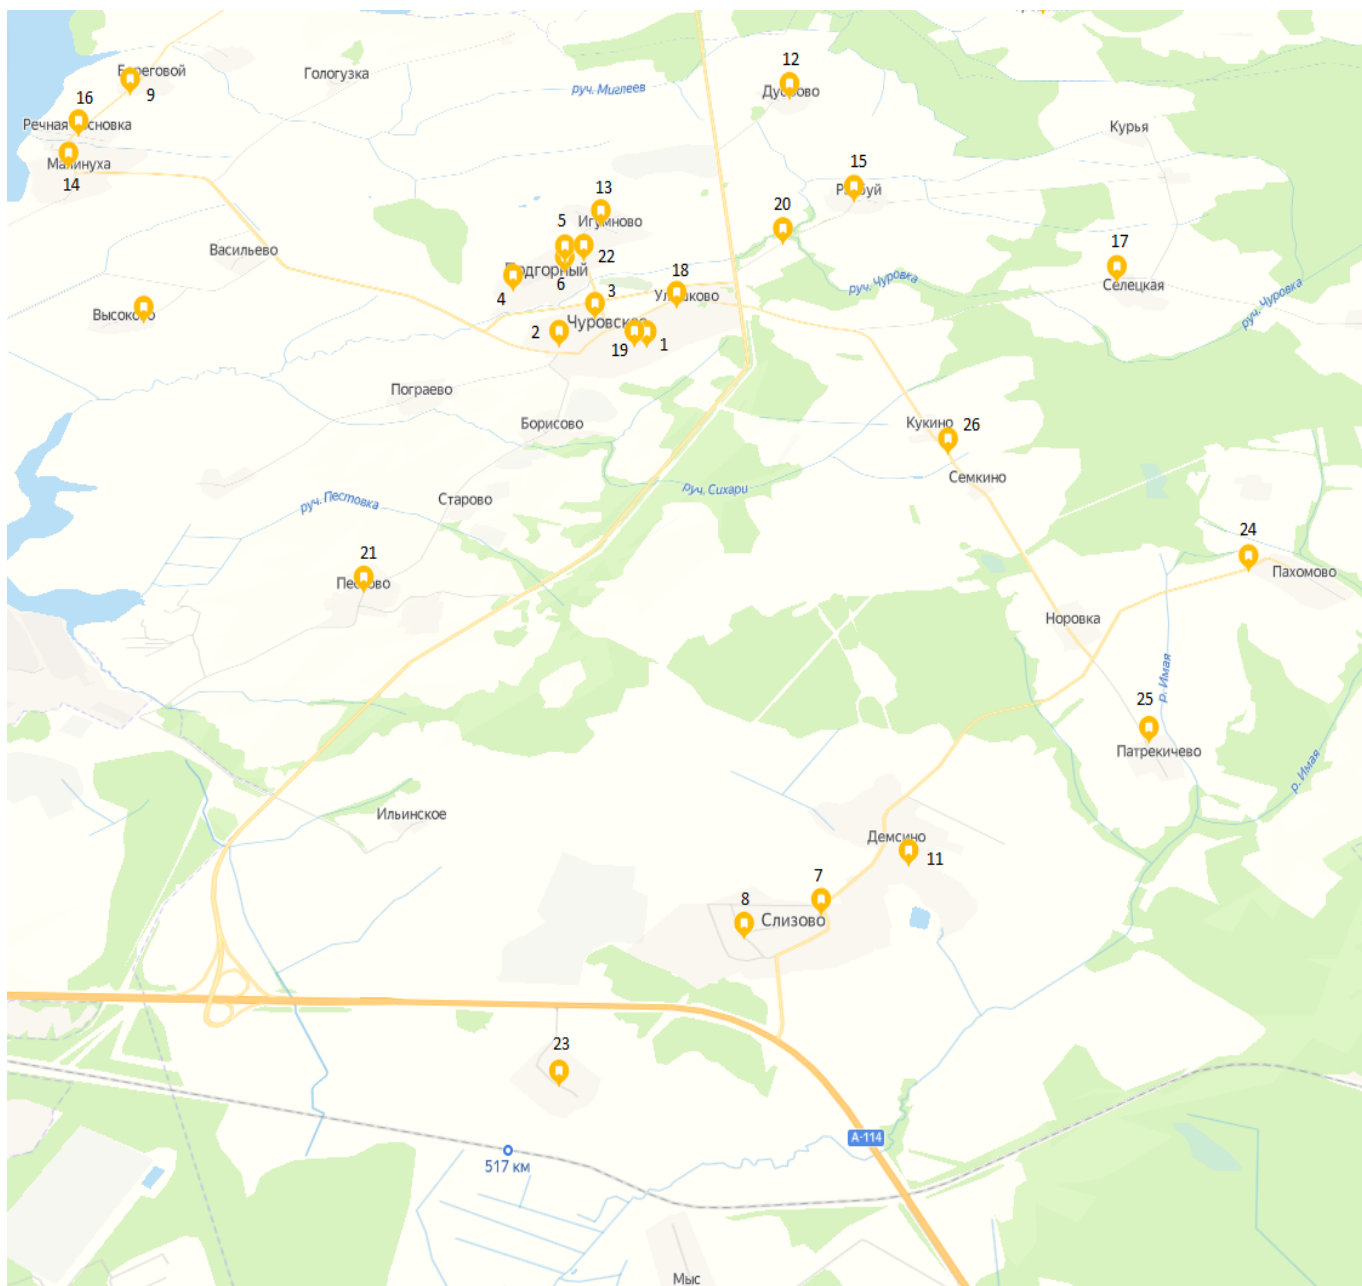 12
Береговой
Гологузка
руч. Миглеев
Дуброво
16
9
Речная Сосновка
Курья
Малинуха
15
14
13
Раз буй
20
5
Игумново
Васильево
22
17
Подгорный
6
18
4
3
Селецкая
руч. Чуровка
руч. Чуровка
Высоково
2
Чуровское
19
1
Пограево
Борисово
Кукино
26
Семкино
руч. Сихари
Старово
руч. Пестовка
24
21
Пахомово
Норовка
р. Имая
25
Патрекичево
р. Имая
Ильинское
Демсино
11
7
8
Слизово
23
А-114
517 км
Мыс